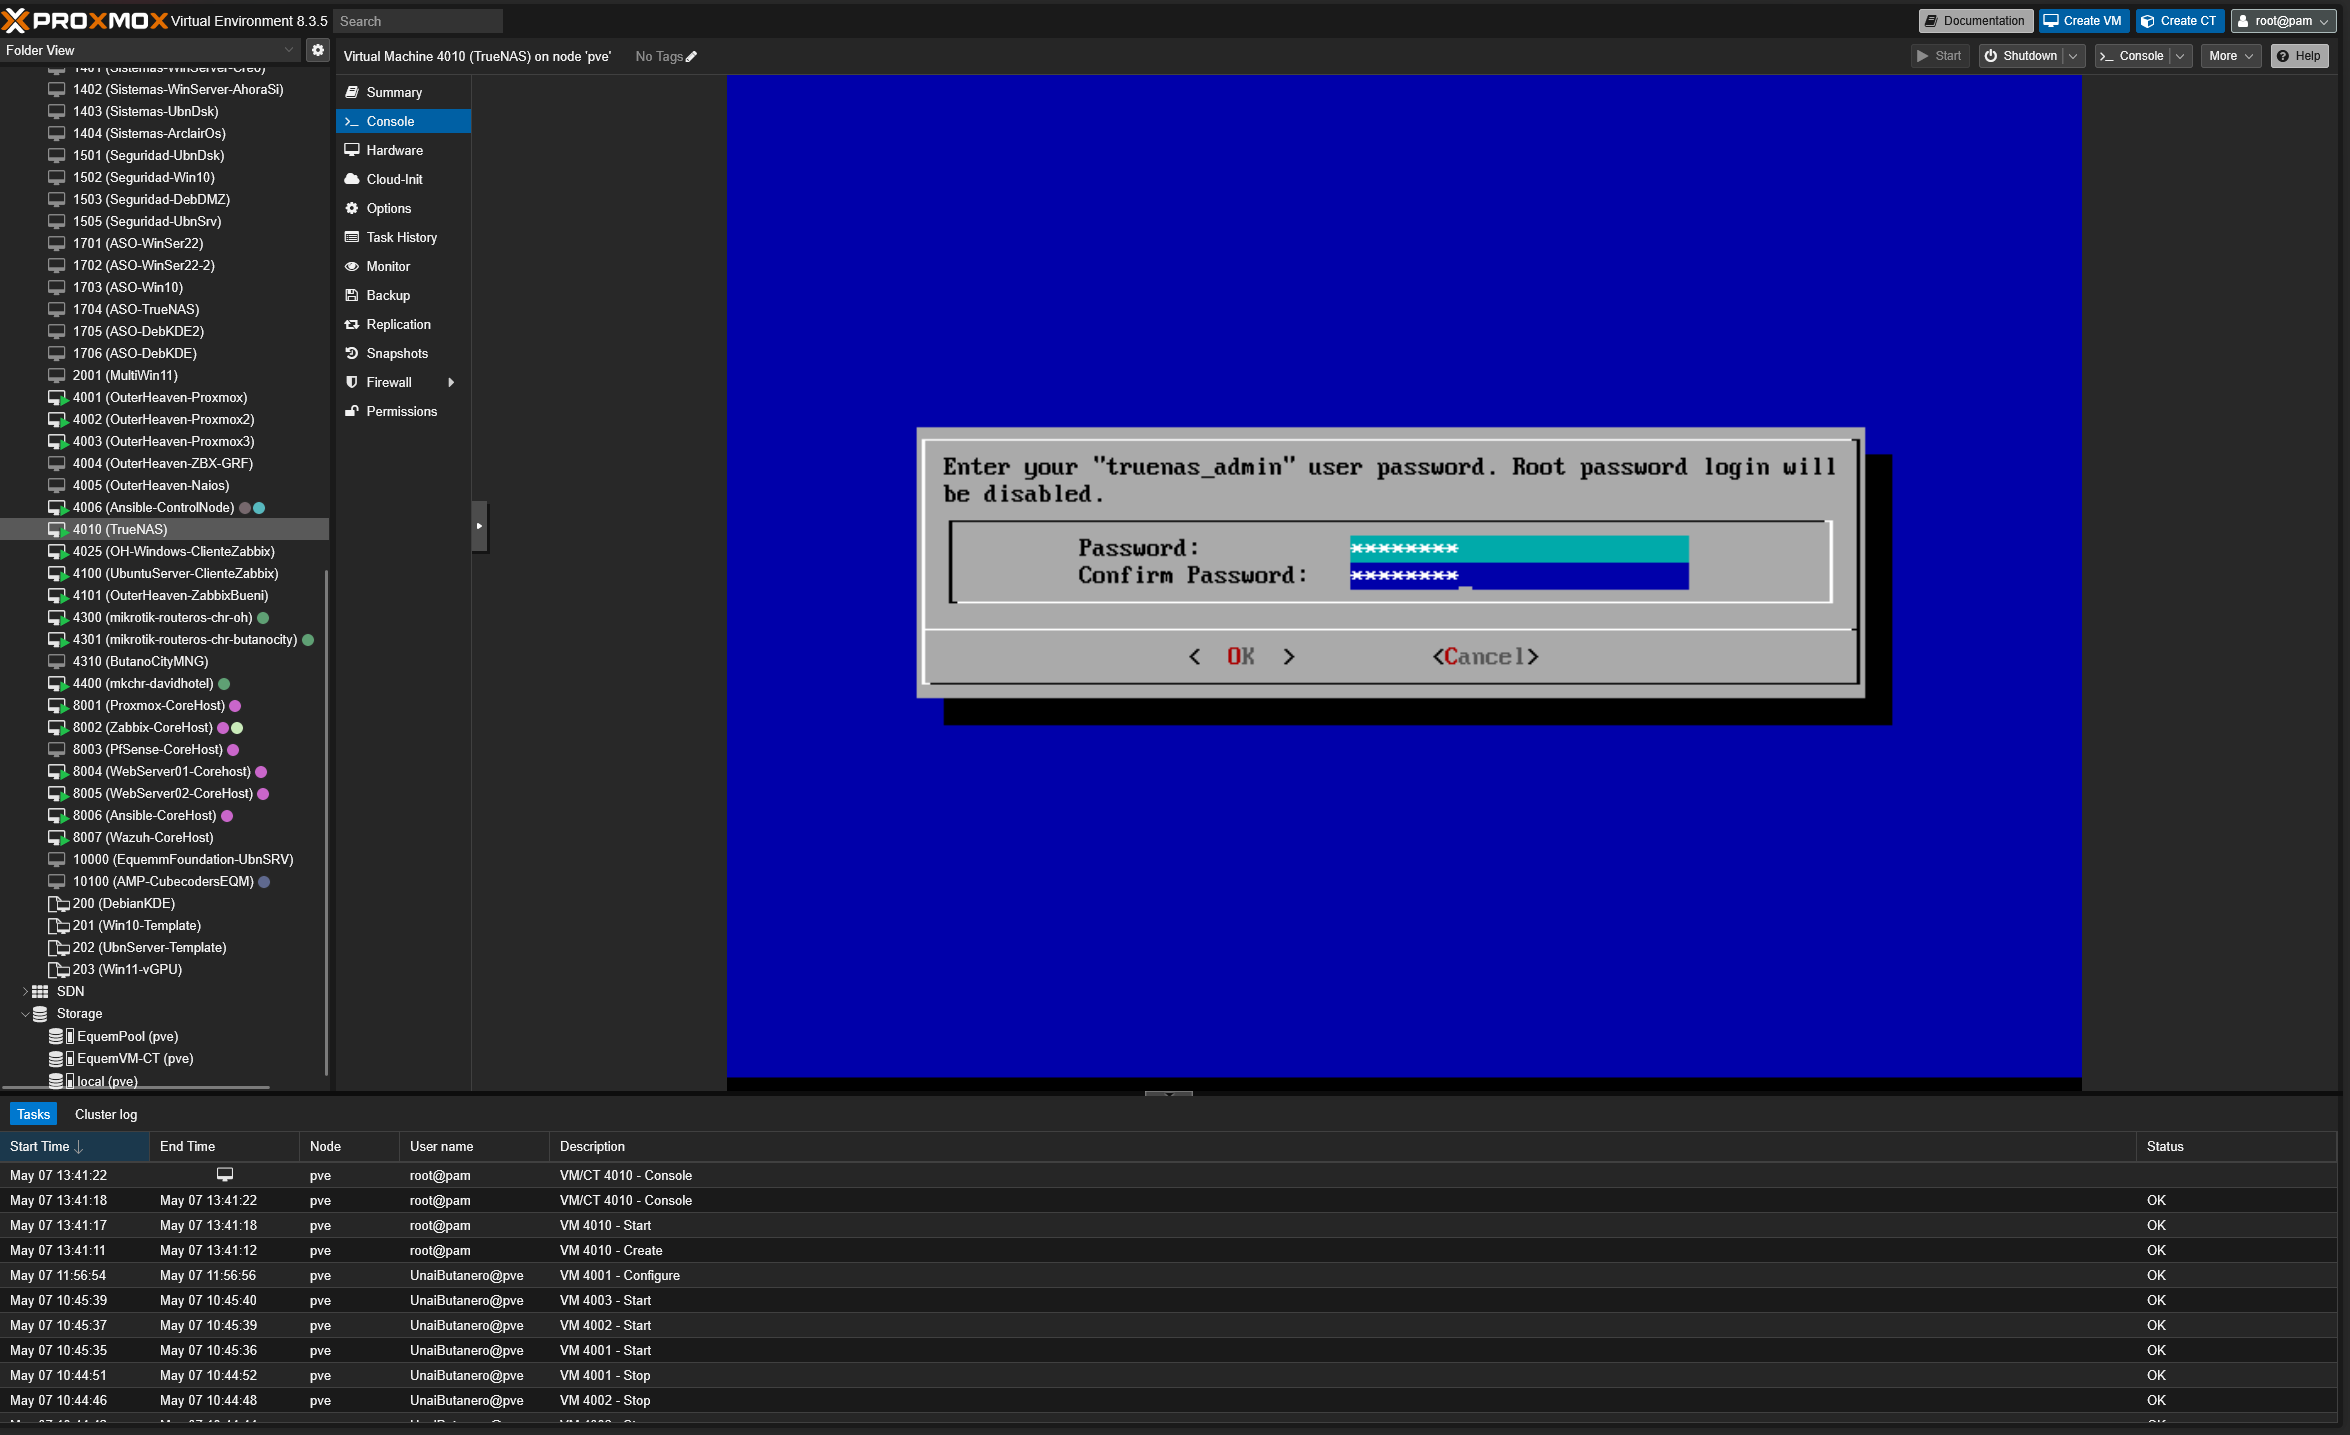 PROXMOX Virtual Environment 8.3.5 Search
Documentation Create VM Create CT root@pam
Folder View
Virtual Machine 4010 (TrueNAS) on node 'pve' No Tags
Start Shutdown Console More Help
1401 (Sistemas-WinServer-Creo)
1402 (Sistemas-WinServer-AhoraSi)
1403 (Sistemas-UbnDsk)
1404 (Sistemas-ArclairOs)
1501 (Seguridad-UbnDsk)
1502 (Seguridad-Win10)
1503 (Seguridad-DebDMZ)
1505 (Seguridad-UbnSrv)
1701 (ASO-WinSer22)
1702 (ASO-WinSer22-2)
1703 (ASO-Win10)
1704 (ASO-TrueNAS)
1705 (ASO-DebKDE2)
1706 (ASO-DebKDE)
2001 (MultiWin11)
4001 (OuterHeaven-Proxmox)
4002 (OuterHeaven-Proxmox2)
4003 (OuterHeaven-Proxmox3)
4004 (OuterHeaven-ZBX-GRF)
4005 (OuterHeaven-Naios)
4006 (Ansible-ControlNode)
4010 (TrueNAS)
4025 (OH-Windows-ClienteZabbix)
4100 (UbuntuServer-ClienteZabbix)
4101 (OuterHeaven-ZabbixBueni)
4300 (mikrotik-routeros-chr-oh)
4301 (mikrotik-routeros-chr-butanocity)
4310 (ButanoCityMNG)
4400 (mkchr-davidhotel)
8001 (Proxmox-CoreHost)
8002 (Zabbix-CoreHost)
8003 (PfSense-CoreHost)
8004 (WebServer01-Corehost)
8005 (WebServer02-CoreHost)
8006 (Ansible-CoreHost)
8007 (Wazuh-CoreHost)
10000 (EquemmFoundation-UbnSRV)
10100 (AMP-CubecodersEQM)
200 (DebianKDE)
201 (Win10-Template)
202 (UbnServer-Template)
203 (Win11-vGPU)
SDN
Storage
EquemPool (pve)
EquemVM-CT (pve)
local (pve)
Summary
Console
Hardware
Cloud-Init
Options
Task History
Monitor
Backup
Replication
Snapshots
Firewall
Permissions
Enter your "truenas_admin" user password. Root password login will
be disabled.
Password: ********
Confirm Password: ********_
< OK > <Cancel>
Tasks Cluster log
Start Time End Time Node User name Description Status
May 07 13:41:22 pve root@pam VM/CT 4010 - Console
May 07 13:41:18 May 07 13:41:22 pve root@pam VM/CT 4010 - Console OK
May 07 13:41:17 May 07 13:41:18 pve root@pam VM 4010 - Start OK
May 07 13:41:11 May 07 13:41:12 pve root@pam VM 4010 - Create OK
May 07 11:56:54 May 07 11:56:56 pve UnaiButanero@pve VM 4001 - Configure OK
May 07 10:45:39 May 07 10:45:40 pve UnaiButanero@pve VM 4003 - Start OK
May 07 10:45:37 May 07 10:45:39 pve UnaiButanero@pve VM 4002 - Start OK
May 07 10:45:35 May 07 10:45:36 pve UnaiButanero@pve VM 4001 - Start OK
May 07 10:44:51 May 07 10:44:52 pve UnaiButanero@pve VM 4001 - Stop OK
May 07 10:44:46 May 07 10:44:48 pve UnaiButanero@pve VM 4002 - Stop OK